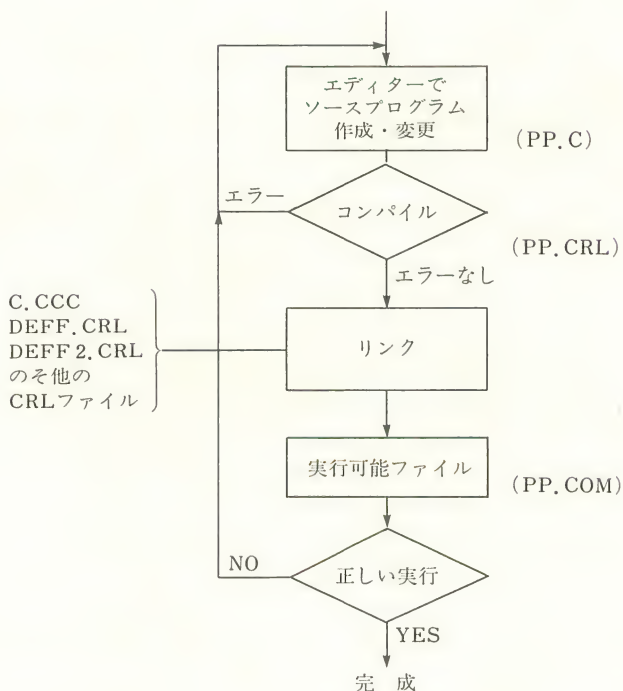 エディターで
ソースプログラム
作成・変更
(PP.C)
エラー
コンパイル
(PP.CRL)
エラーなし
C.CCC
DEFF.CRL
DEFF2.CRL
のその他の
CRLファイル
リンク
実行可能ファイル
(PP.COM)
NO
正しい実行
YES
完 成